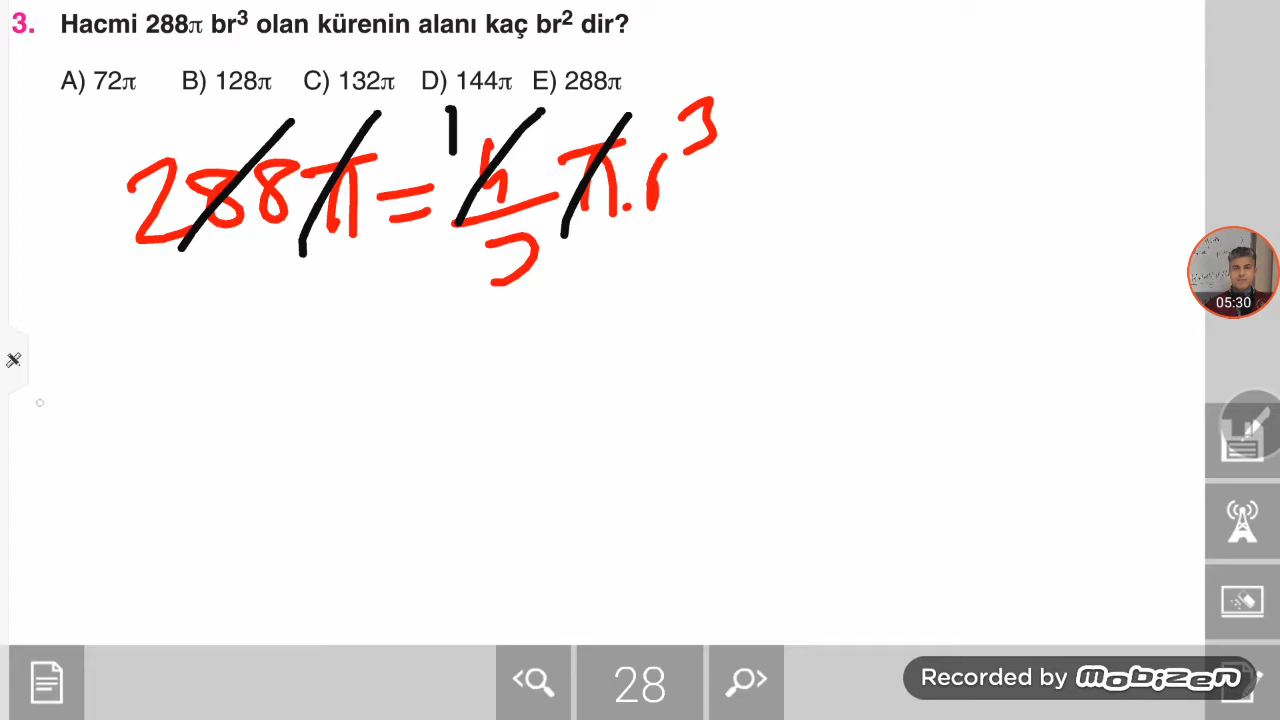 3. Hacmi 288π br³ olan kürenin alanı kaç br² dir?
A) 72π B) 128π C) 132π D) 144π E) 288π
1
288π = 4/3 π.r³
05:30
28
Recorded by mobizen